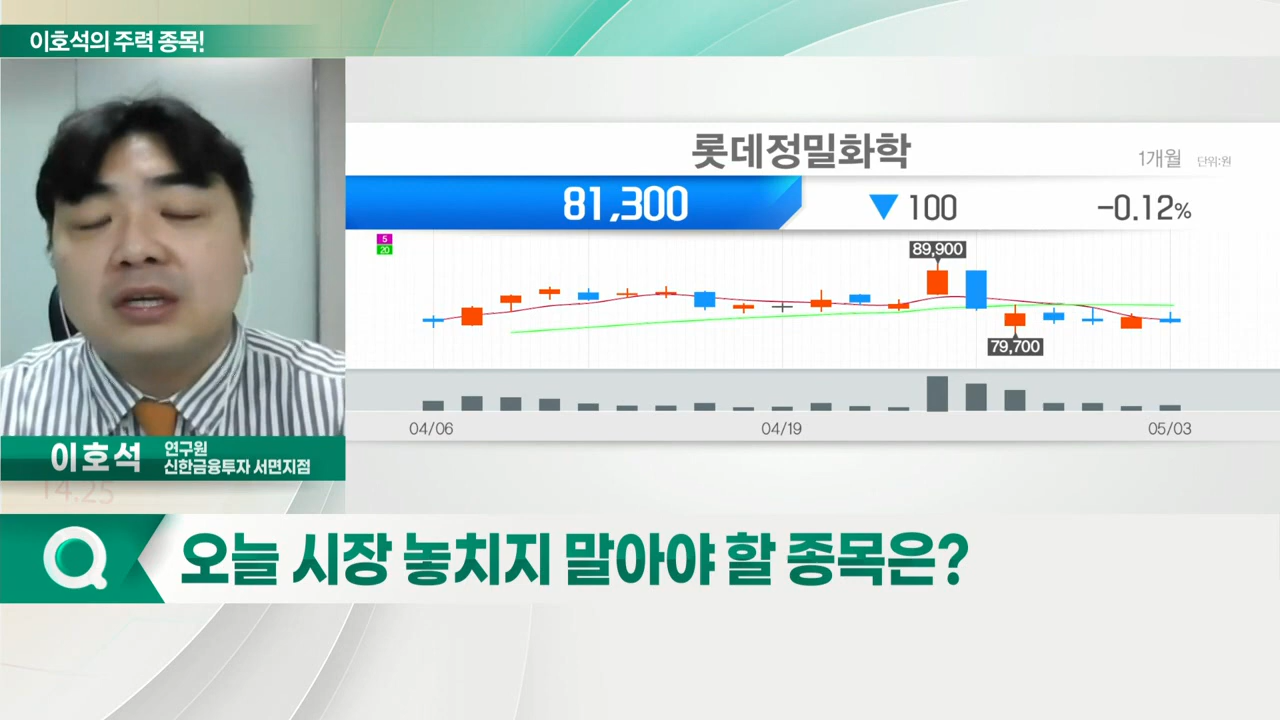 이호석의 주력 종목!
롯데정밀화학
1개월 단위:원
81,300 ▼ 100 -0.12%
5
20
89,900
79,700
04/06 04/19 05/03
이호석 연구원
신한금융투자 서면지점
14.25
Q 오늘 시장 놓치지 말아야 할 종목은?